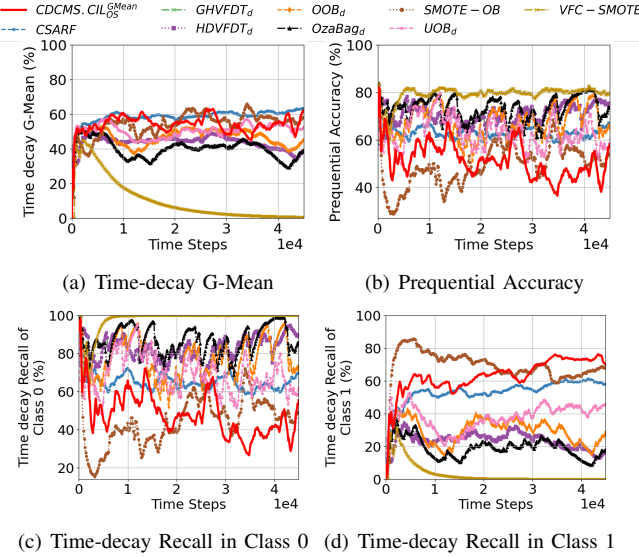 CDCMS.CIL_OS^GMean GHVFDT_d OOB_d SMOTE−OB VFC−SMOTE
CSARF HDVFDT_d OzaBag_d UOB_d
Time decay G-Mean (%)
100
80
60
40
20
0
0 1 2 3 4
Time Steps 1e4
(a) Time-decay G-Mean
Prequential Accuracy (%)
100
80
60
40
0 1 2 3 4
Time Steps 1e4
(b) Prequential Accuracy
Time decay Recall of
Class 0 (%)
100
80
60
40
20
0 1 2 3 4
Time Steps 1e4
(c) Time-decay Recall in Class 0
Time decay Recall of
Class 1 (%)
100
80
60
40
20
0
0 1 2 3 4
Time Steps 1e4
(d) Time-decay Recall in Class 1